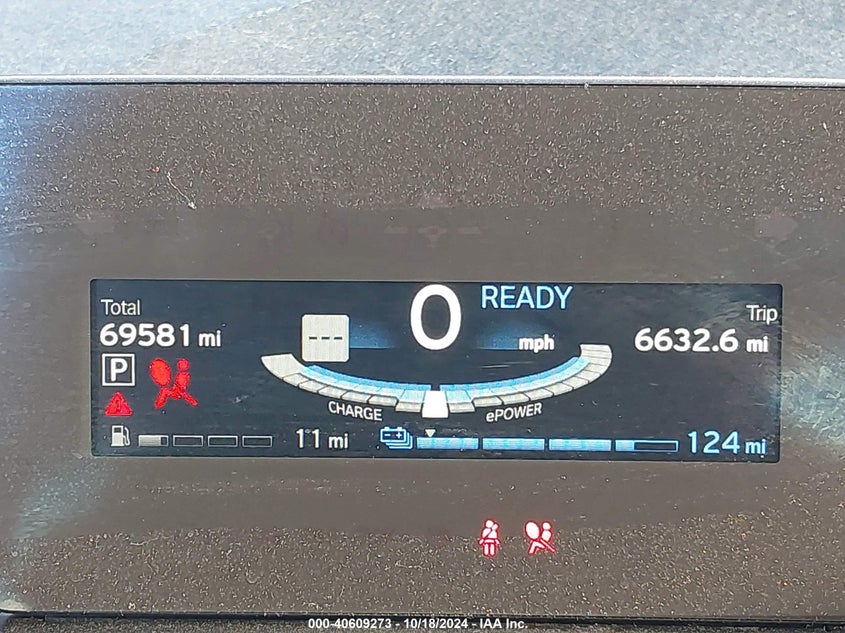 READY
Total
0
Trip
69581 mi
---
mph
6632.6 mi
P
CHARGE
ePOWER
11 mi
124 mi
000-40609273 - 10/18/2024 - IAA Inc.